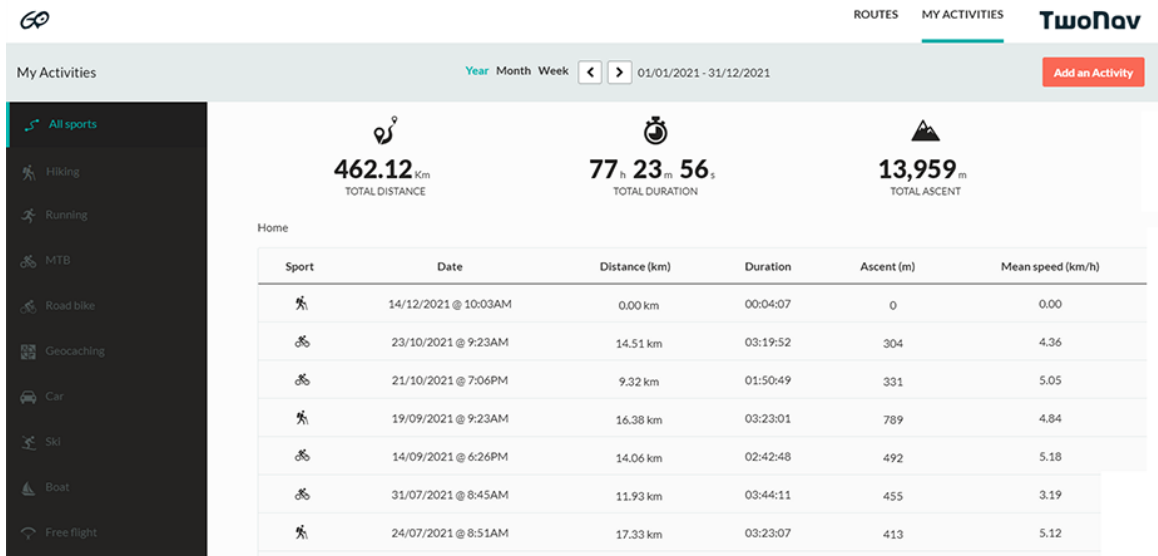 GO
ROUTES MY ACTIVITIES TwoNav
My Activities
Year Month Week 01/01/2021 - 31/12/2021
Add an Activity
All sports
Hiking
Running
MTB
Road bike
Geocaching
Car
Ski
Boat
Free flight
462.12 Km
TOTAL DISTANCE
77 h 23 m 56 s
TOTAL DURATION
13,959 m
TOTAL ASCENT
Home
Sport Date Distance (km) Duration Ascent (m) Mean speed (km/h)
14/12/2021 @ 10:03AM 0.00 km 00:04:07 0 0.00
23/10/2021 @ 9:23AM 14.51 km 03:19:52 304 4.36
21/10/2021 @ 7:06PM 9.32 km 01:50:49 331 5.05
19/09/2021 @ 9:23AM 16.38 km 03:23:01 789 4.84
14/09/2021 @ 6:26PM 14.06 km 02:42:48 492 5.18
31/07/2021 @ 8:45AM 11.93 km 03:44:11 455 3.19
24/07/2021 @ 8:51AM 17.33 km 03:23:07 413 5.12